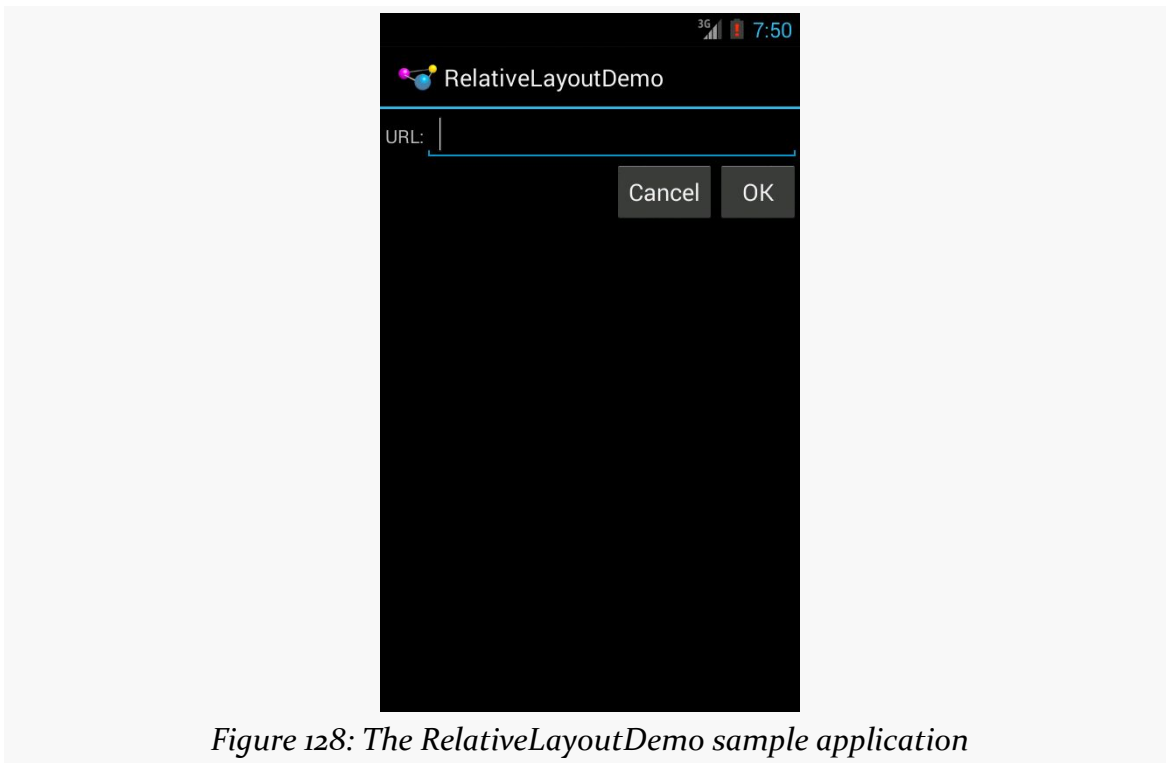 3G 7:50
RelativeLayoutDemo
URL:
Cancel OK
Figure 128: The RelativeLayoutDemo sample application